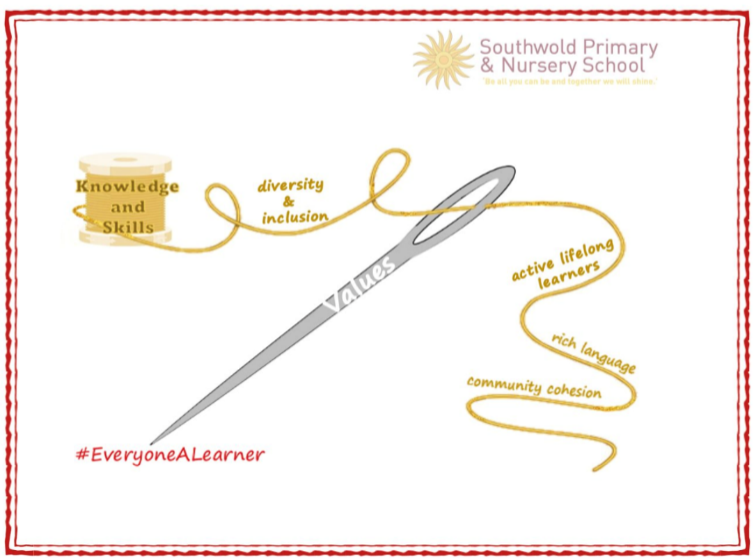 Southwold Primary
& Nursery School
'Be all you can be and together we will shine.'
Knowledge
and
Skills
diversity
&
inclusion
Values
active lifelong
learners
rich language
community cohesion
#EveryoneALearner